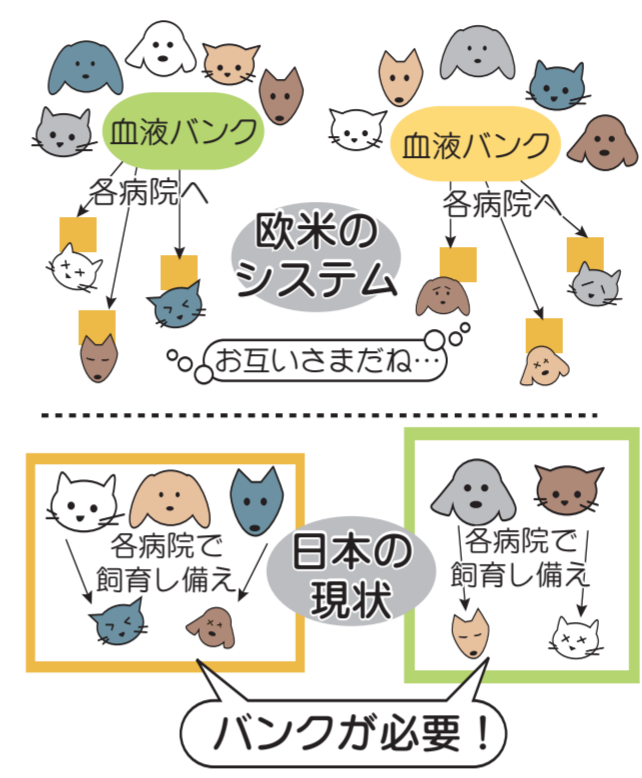 血液バンク
血液バンク
各病院へ
各病院へ
欧米の
システム
お互いさまだね…
各病院で
飼育し備え
日本の
現状
各病院で
飼育し備え
バンクが必要！